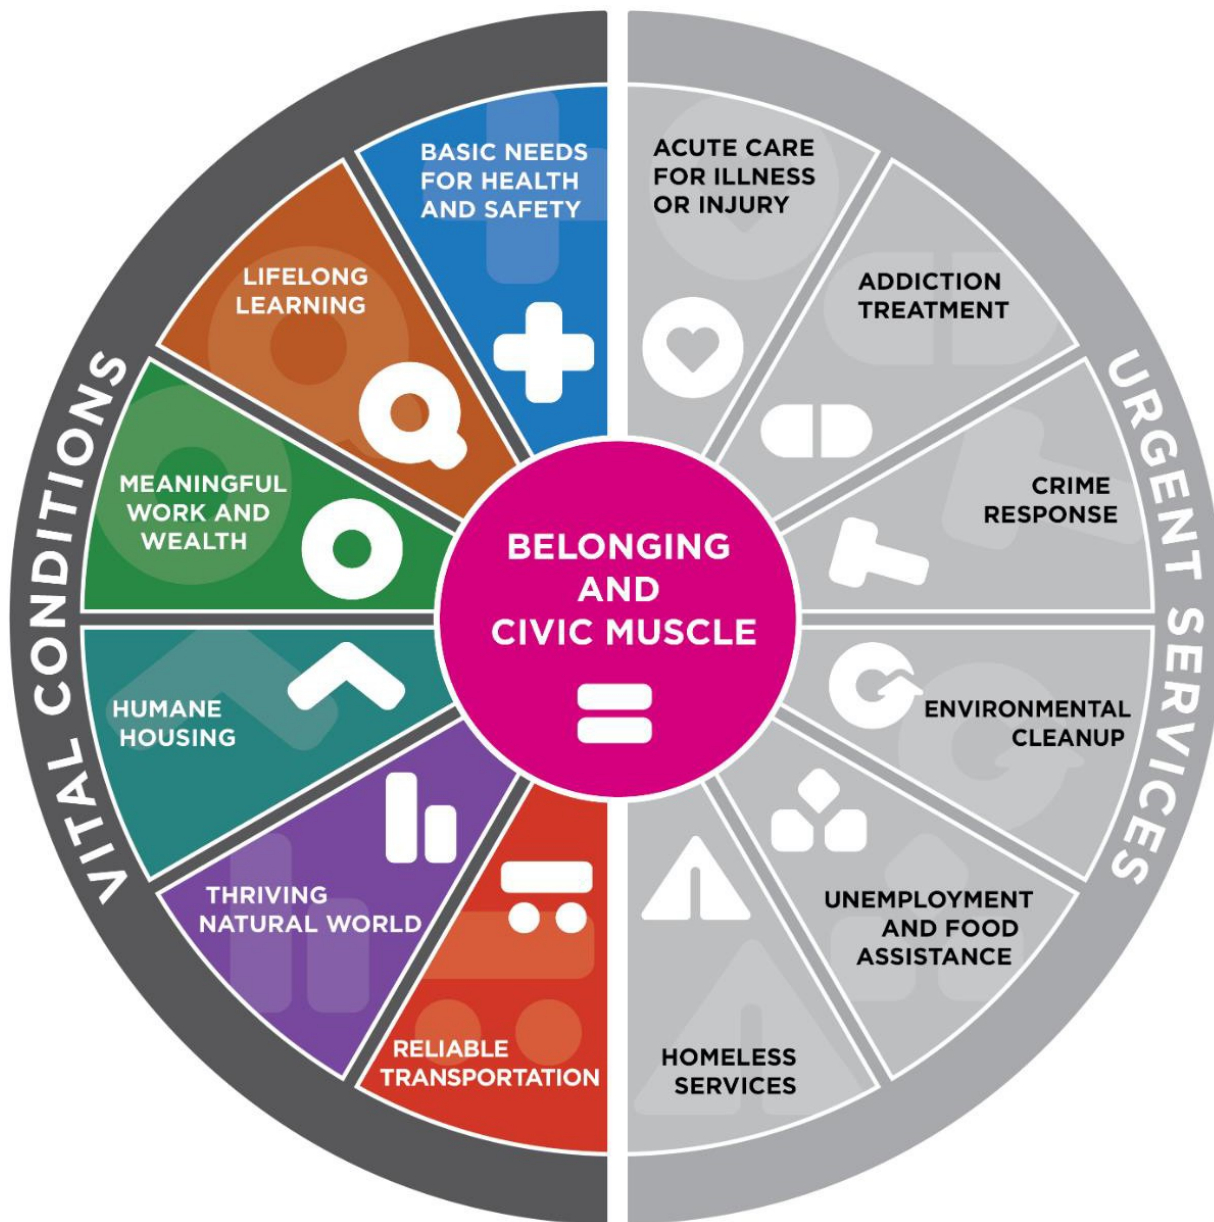 VITAL CONDITIONS
BASIC NEEDS
FOR HEALTH
AND SAFETY
LIFELONG
LEARNING
MEANINGFUL
WORK AND
WEALTH
HUMANE
HOUSING
THRIVING
NATURAL WORLD
RELIABLE
TRANSPORTATION
BELONGING
AND
CIVIC MUSCLE
URGENT SERVICES
ACUTE CARE
FOR ILLNESS
OR INJURY
ADDICTION
TREATMENT
CRIME
RESPONSE
ENVIRONMENTAL
CLEANUP
UNEMPLOYMENT
AND FOOD
ASSISTANCE
HOMELESS
SERVICES